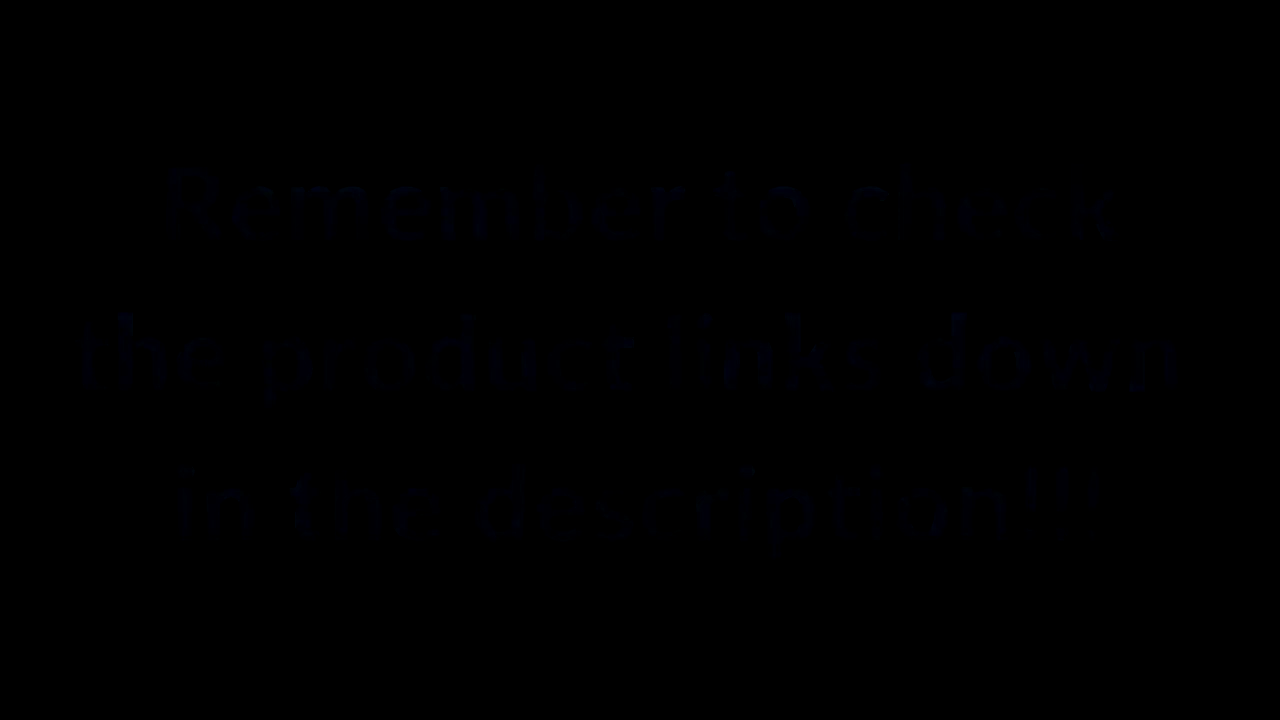 Remember to check
the product links down
in the description!!!